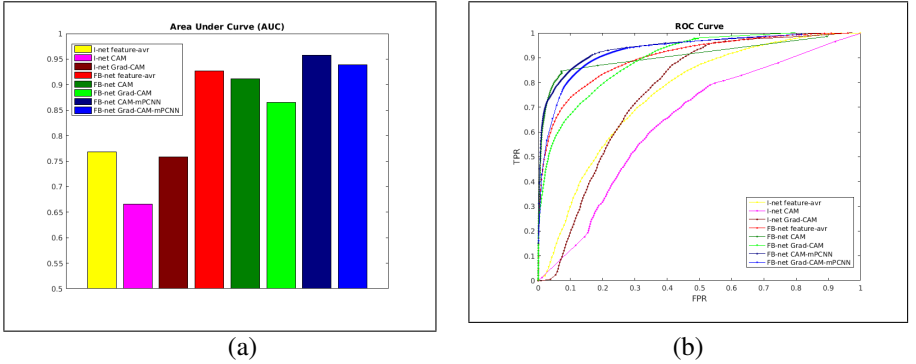 Area Under Curve (AUC)
1
0.95
0.9
0.85
0.8
0.75
0.7
0.65
0.6
0.55
0.5
I-net feature-avr
I-net CAM
I-net Grad-CAM
FB-net feature-avr
FB-net CAM
FB-net Grad-CAM
FB-net CAM-mPCNN
FB-net Grad-CAM-mPCNN
(a)
ROC Curve
TPR
1
0.9
0.8
0.7
0.6
0.5
0.4
0.3
0.2
0.1
0
I-net feature-avr
I-net CAM
I-net Grad-CAM
FB-net feature-avr
FB-net CAM
FB-net Grad-CAM
FB-net CAM-mPCNN
FB-net Grad-CAM-mPCNN
0 0.1 0.2 0.3 0.4 0.5 0.6 0.7 0.8 0.9 1
FPR
(b)